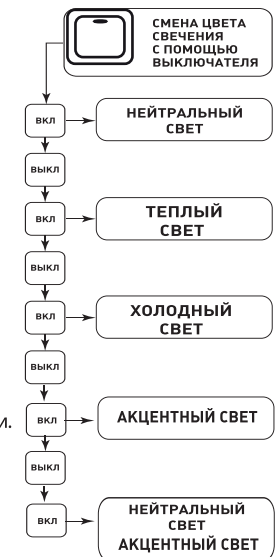 СМЕНА ЦВЕТА
СВЕЧЕНИЯ
С ПОМОЩЬЮ
ВЫКЛЮЧАТЕЛЯ
ВКЛ
НЕЙТРАЛЬНЫЙ
СВЕТ
ВЫКЛ
ВКЛ
ТЕПЛЫЙ
СВЕТ
ВЫКЛ
ВКЛ
ХОЛОДНЫЙ
СВЕТ
ВЫКЛ
и.
ВКЛ
АКЦЕНТНЫЙ СВЕТ
ВЫКЛ
ВКЛ
НЕЙТРАЛЬНЫЙ
СВЕТ
АКЦЕНТНЫЙ СВЕТ